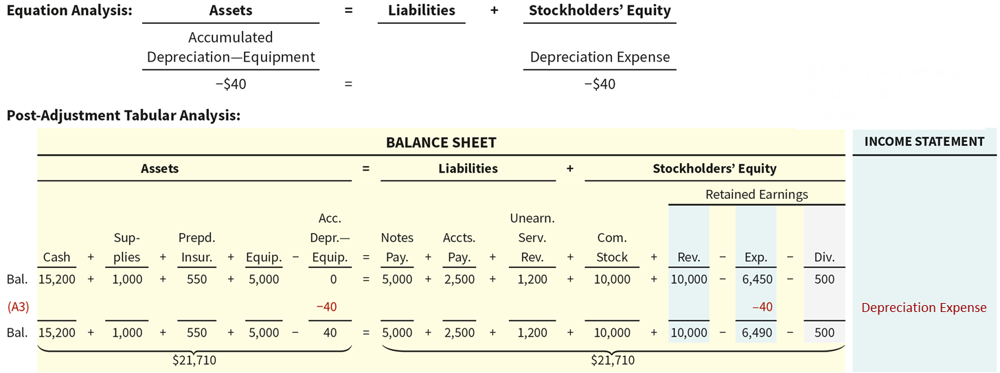 Equation Analysis: Assets = Liabilities + Stockholders’ Equity
Accumulated
Depreciation—Equipment Depreciation Expense
−$40 = −$40
Post-Adjustment Tabular Analysis:
BALANCE SHEET INCOME STATEMENT
Assets = Liabilities + Stockholders’ Equity
Retained Earnings
Acc. Unearn.
Sup- Prepd. Depr.— Notes Accts. Serv. Com.
Cash + plies + Insur. + Equip. − Equip. = Pay. + Pay. + Rev. + Stock + Rev. − Exp. − Div.
Bal. 15,200 + 1,000 + 550 + 5,000 0 = 5,000 + 2,500 + 1,200 + 10,000 + 10,000 − 6,450 − 500
(A3) −40 −40 Depreciation Expense
Bal. 15,200 + 1,000 + 550 + 5,000 − 40 = 5,000 + 2,500 + 1,200 + 10,000 + 10,000 − 6,490 − 500
$21,710 $21,710